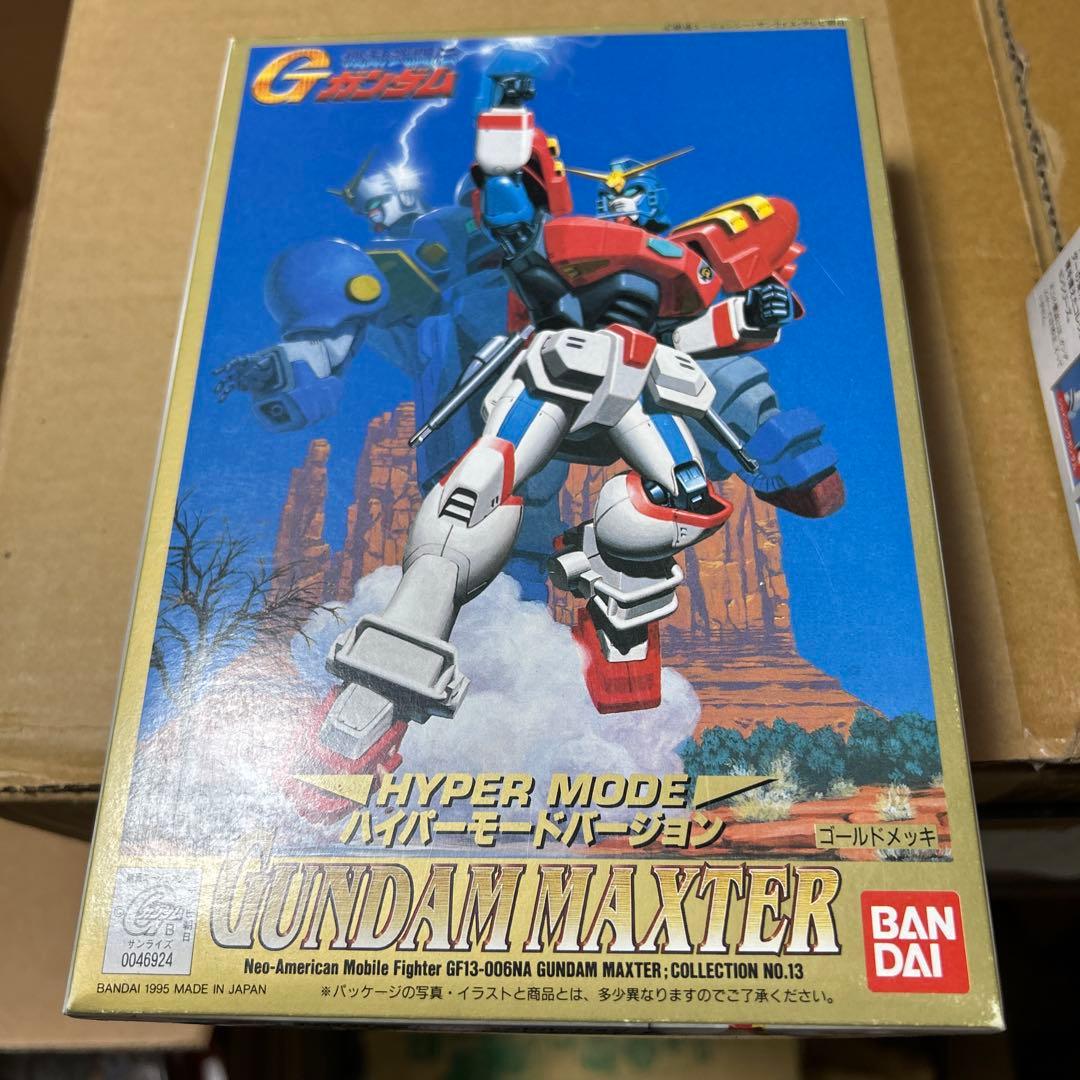 機動武闘伝
Gガンダム
HYPER MODE
ハイパーモードバージョン
ゴールドメッキ
GUNDAM MAXTER
Neo-American Mobile Fighter GF13-006NA GUNDAM MAXTER; COLLECTION NO.13
※パッケージの写真・イラストと商品とは、多少異なりますのでご了承ください。
BAN
DAI
サンライズ
0046924
BANDAI 1995 MADE IN JAPAN